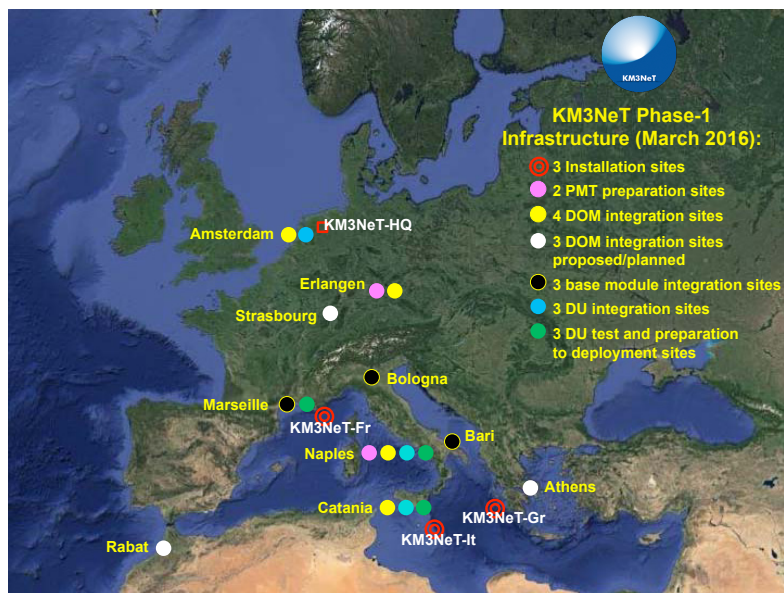 KM3NeT
KM3NeT Phase-1
Infrastructure (March 2016):
3 Installation sites
2 PMT preparation sites
4 DOM integration sites
3 DOM integration sites
proposed/planned
3 base module integration sites
3 DU integration sites
3 DU test and preparation
to deployment sites
KM3NeT-HQ
Amsterdam
Erlangen
Strasbourg
Bologna
Marseille
KM3NeT-Fr
Bari
Naples
Athens
Catania
KM3NeT-Gr
KM3NeT-It
Rabat